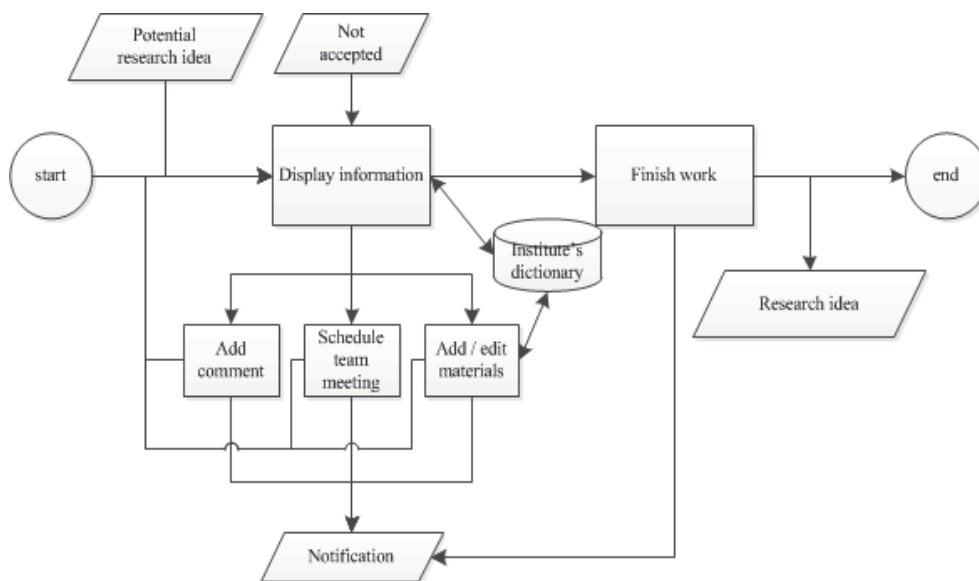 Potential
research idea
Not
accepted
start
Display information
Finish work
end
Institute's
dictionary
Research idea
Add
comment
Schedule
team
meeting
Add / edit
materials
Notification